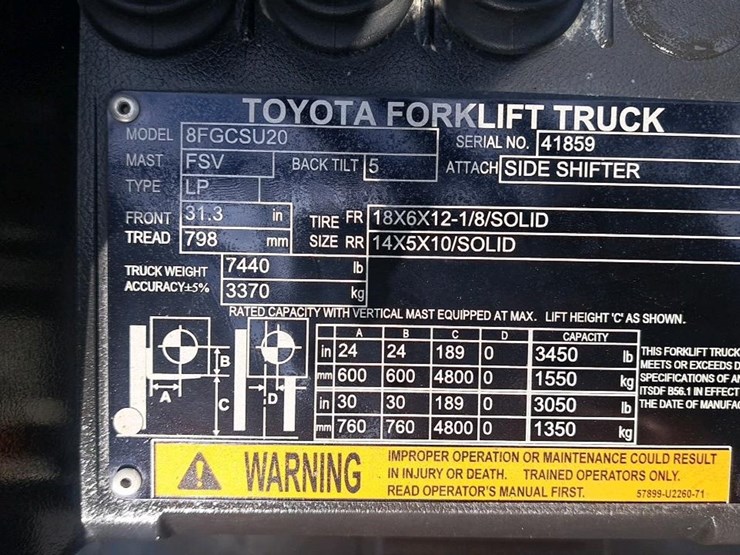 TOYOTA FORKLIFT TRUCK
MODEL 8FGCSU20 SERIAL NO. 41859
MAST FSV BACK TILT 5 ATTACH SIDE SHIFTER
TYPE LP
FRONT 31.3 in TIRE FR 18X6X12-1/8/SOLID
TREAD 798 mm SIZE RR 14X5X10/SOLID
TRUCK WEIGHT 7440 lb
ACCURACY±5% 3370 kg
RATED CAPACITY WITH VERTICAL MAST EQUIPPED AT MAX. LIFT HEIGHT 'C' AS SHOWN.
A B C D CAPACITY
in 24 24 189 0 3450 lb
mm 600 600 4800 0 1550 kg
in 30 30 189 0 3050 lb
mm 760 760 4800 0 1350 kg
A B C D
THIS FORKLIFT TRUCK
MEETS OR EXCEEDS
SPECIFICATIONS OF
ITSDF B56.1 IN EFFECT
THE DATE OF
WARNING
IMPROPER OPERATION OR MAINTENANCE COULD RESULT
IN INJURY OR DEATH. TRAINED OPERATORS ONLY.
READ OPERATOR'S MANUAL FIRST. 57899-U2260-71